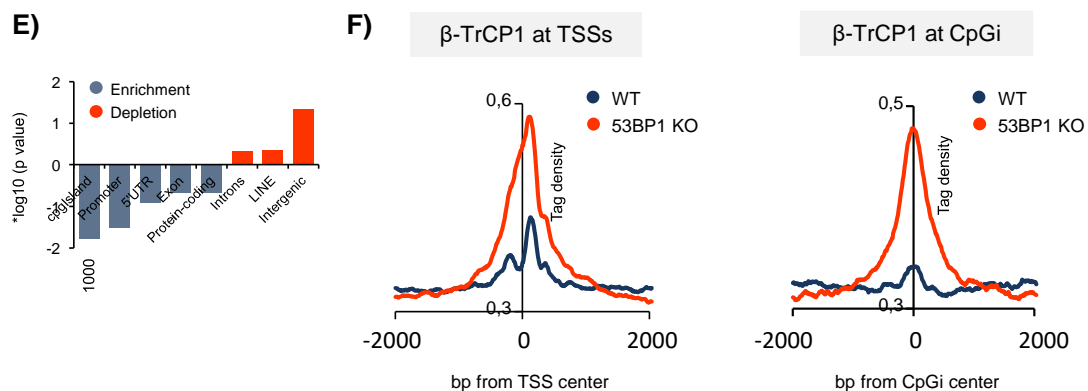 E)
F)
β-TrCP1 at TSSs
β-TrCP1 at CpGi
2
1
0
-1
-2
*log10 (p value)
1000
Enrichment
Depletion
cpgIsland
Promoter
5'UTR
Exon
Protein-coding
Introns
LINE
Intergenic
0,6
Tag density
0,3
WT
53BP1 KO
-2000
0
2000
bp from TSS center
0,5
Tag density
0,3
WT
53BP1 KO
-2000
0
2000
bp from CpGi center